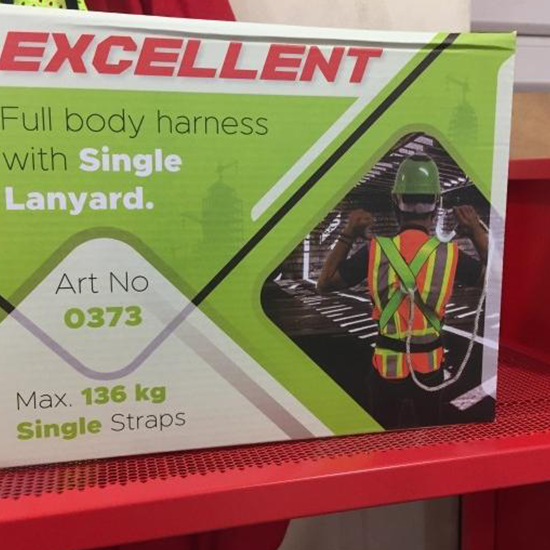 EXCELLENT
Full body harness
with Single
Lanyard.
Art No
0373
Max. 136 kg
Single Straps